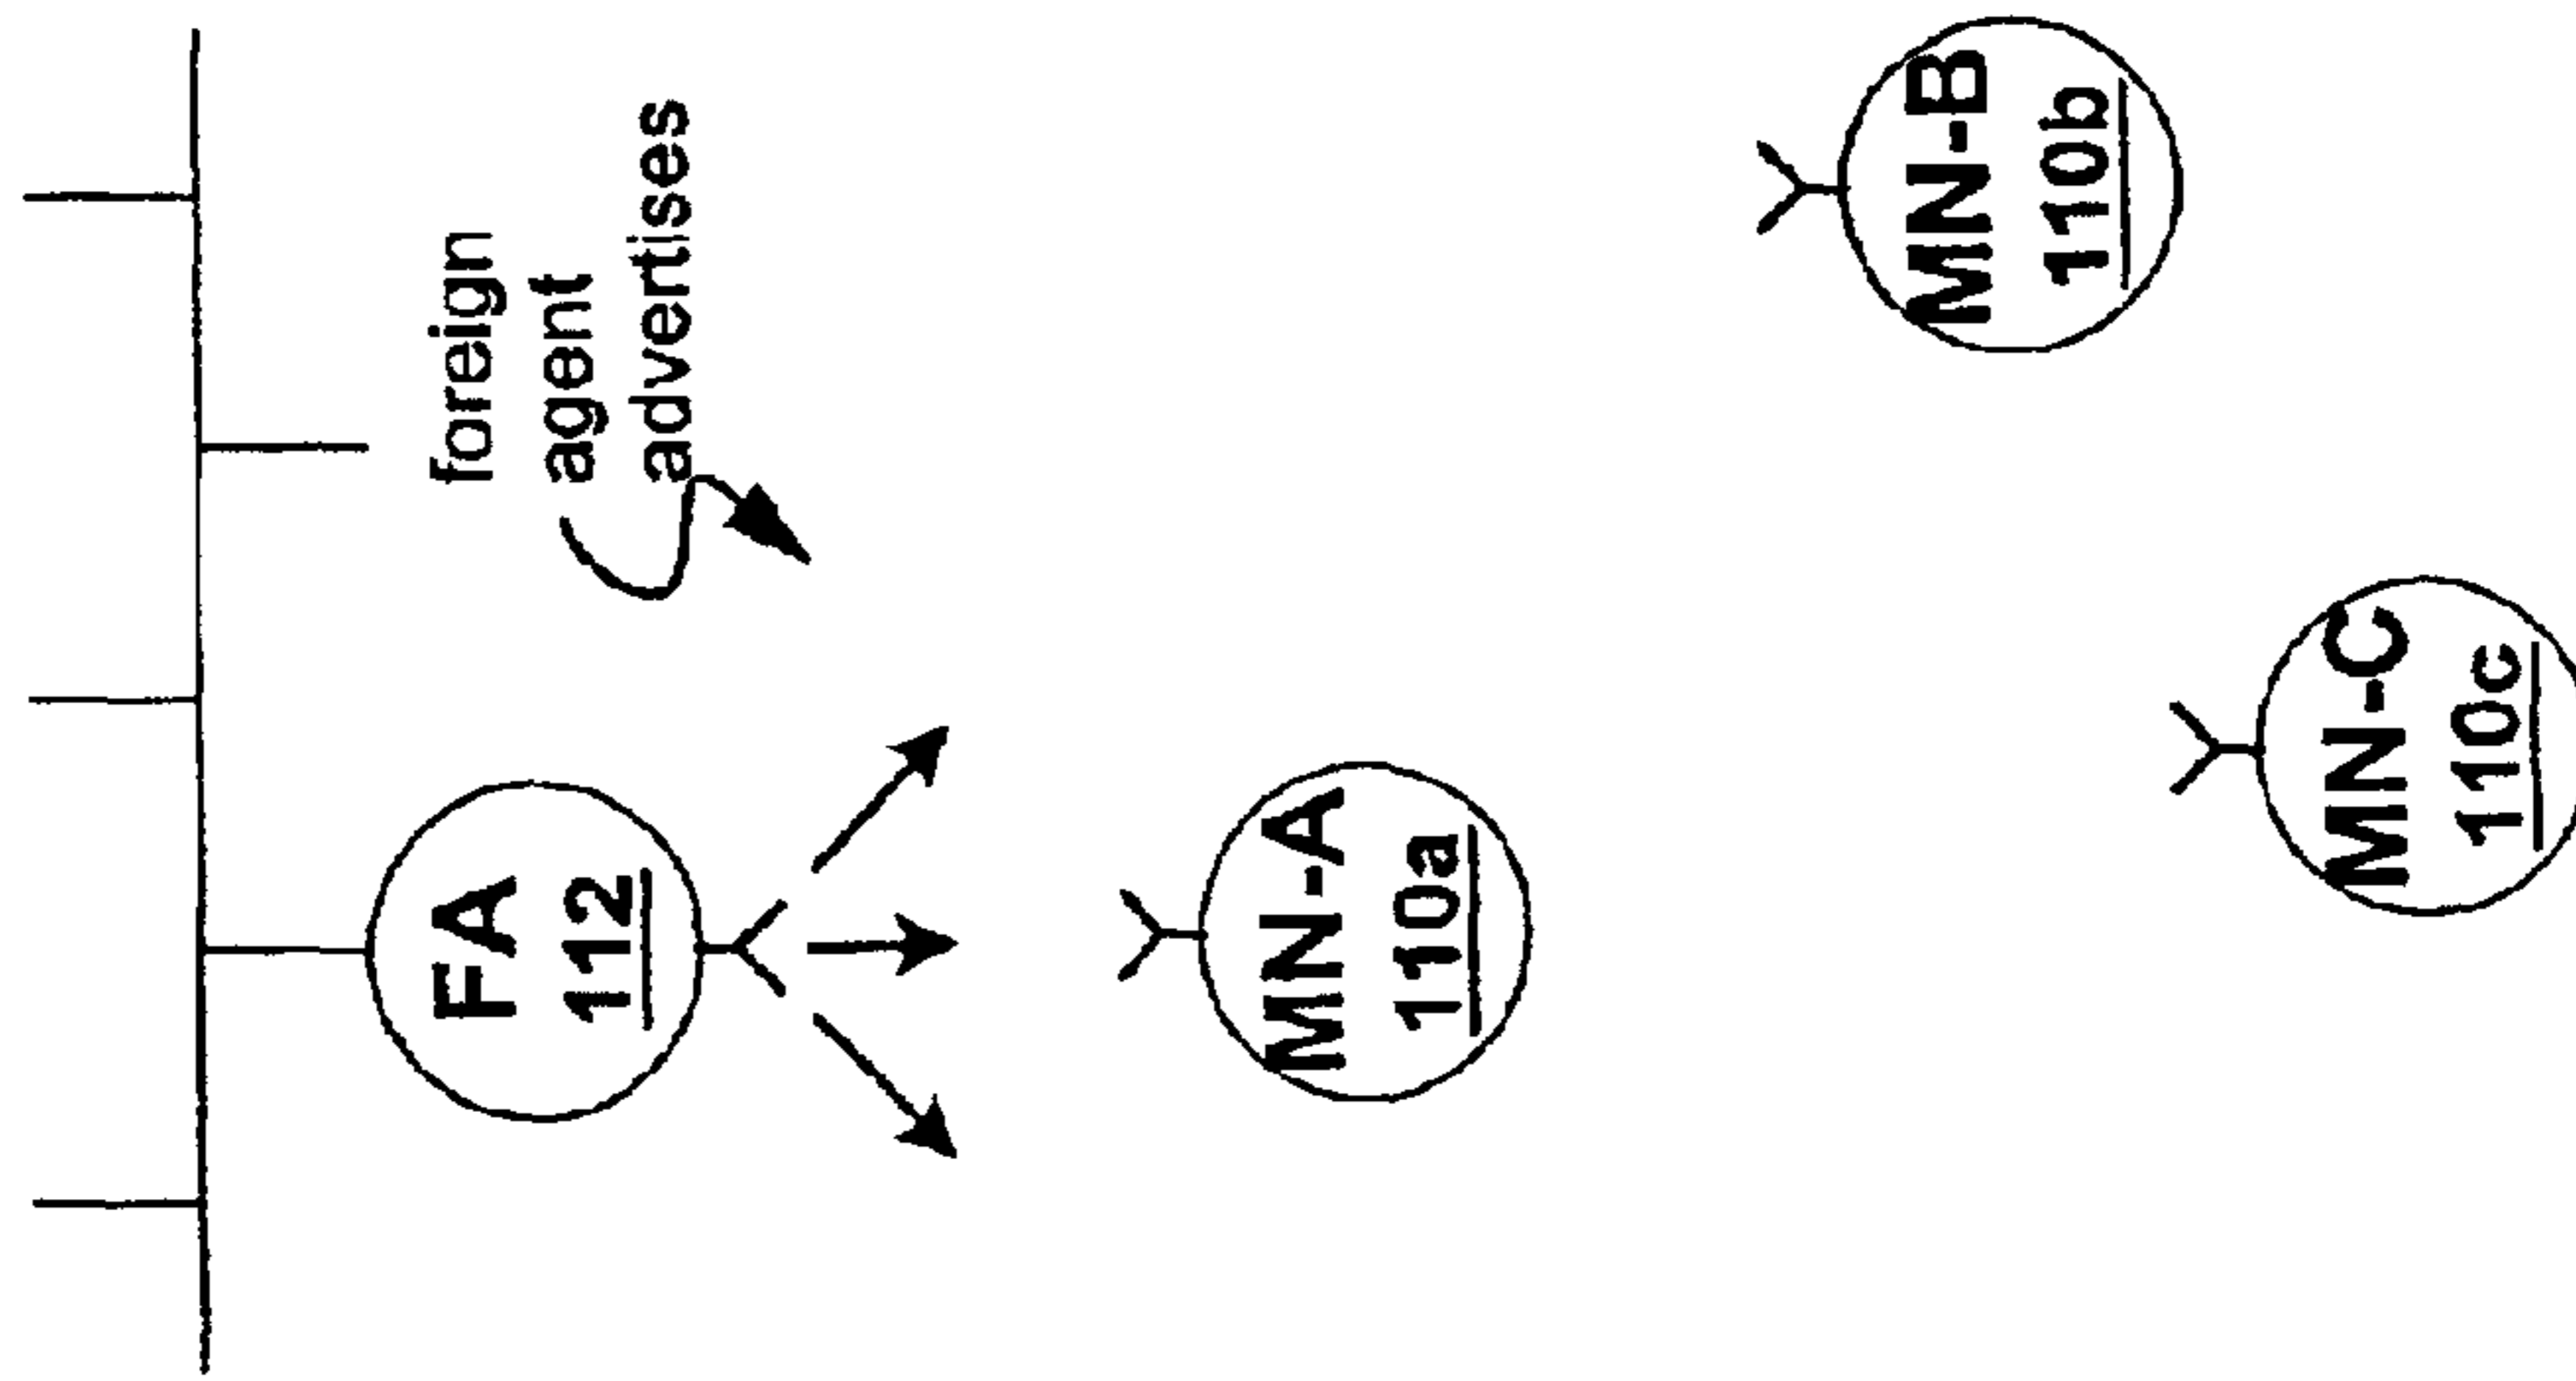 foreign
agent
advertises
FA
112
MN-A
110a
MN-B
110b
MN-C
110c